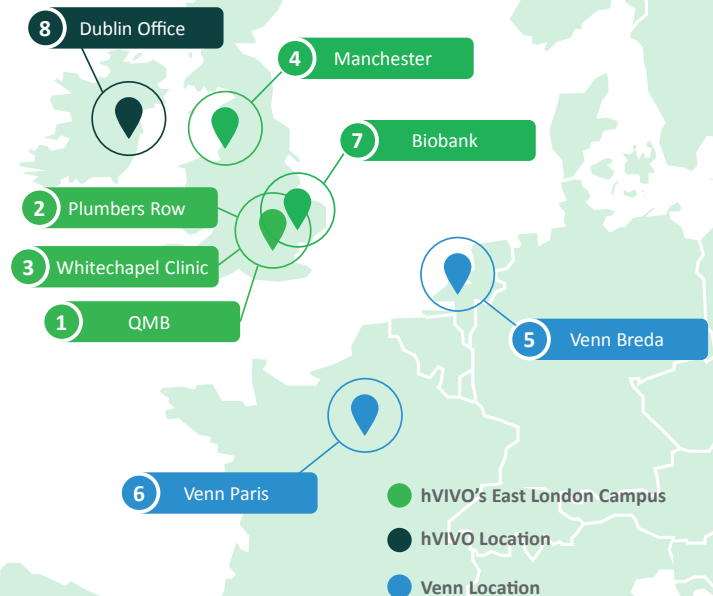 8 Dublin Office
4 Manchester
7 Biobank
2 Plumbers Row
3 Whitechapel Clinic
1 QMB
5 Venn Breda
6 Venn Paris
hVIVO's East London Campus
hVIVO Location
Venn Location